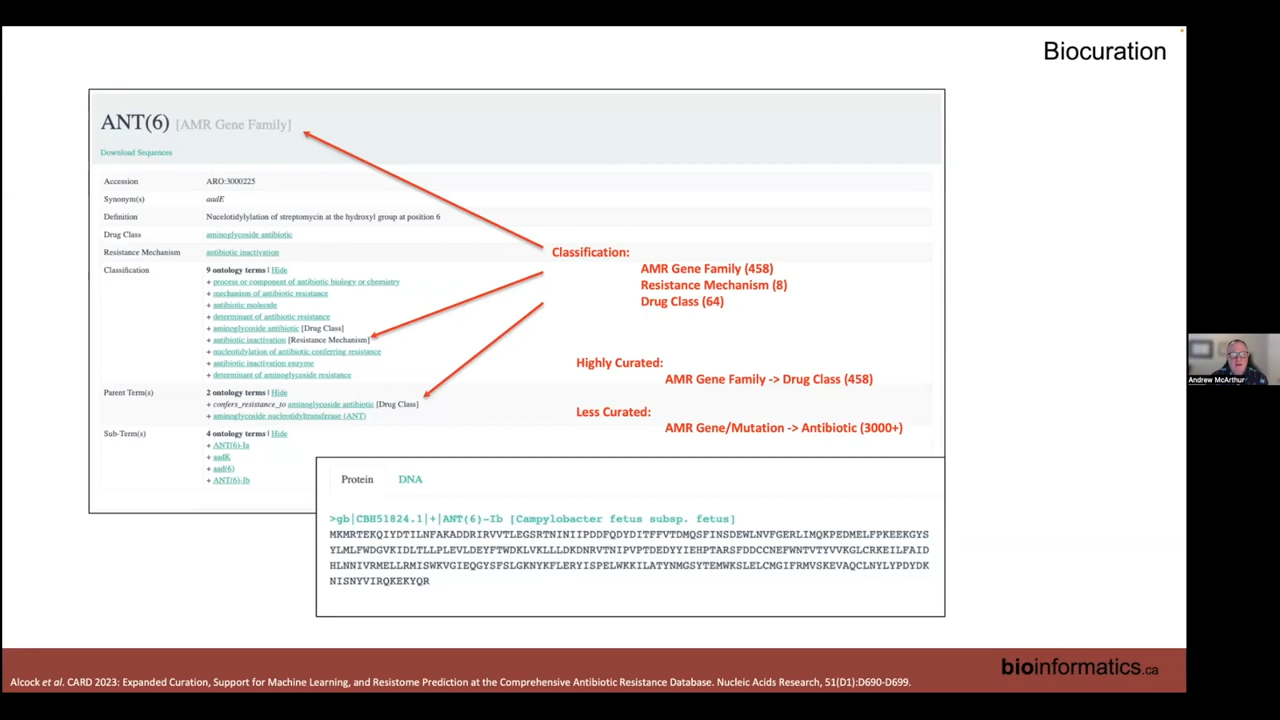 Biocuration
ANT(6) [AMR Gene Family]
Download Sequences
Accession ARO:3000225
Synonym(s) aadE
Definition Nucelotidylylation of streptomycin at the hydroxyl group at position 6
Drug Class aminoglycoside antibiotic
Resistance Mechanism antibiotic inactivation
Classification 9 ontology terms | Hide
+ process or component of antibiotic biology or chemistry
+ mechanism of antibiotic resistance
+ antibiotic molecule
+ determinant of antibiotic resistance
+ aminoglycoside antibiotic [Drug Class]
+ antibiotic inactivation [Resistance Mechanism]
+ nucleotidylation of antibiotic conferring resistance
+ antibiotic inactivation enzyme
+ determinant of aminoglycoside resistance
Parent Term(s) 2 ontology terms | Hide
+ confers_resistance_to aminoglycoside antibiotic [Drug Class]
+ aminoglycoside nucleotidyltransferase (ANT)
Sub-Term(s) 4 ontology terms | Hide
+ ANT(6)-Ia
+ aadK
+ aad(6)
+ ANT(6)-Ib
Classification:
AMR Gene Family (458)
Resistance Mechanism (8)
Drug Class (64)
Highly Curated:
AMR Gene Family -> Drug Class (458)
Less Curated:
AMR Gene/Mutation -> Antibiotic (3000+)
Protein DNA
>gb|CBH51824.1|+|ANT(6)-Ib [Campylobacter fetus subsp. fetus]
MKMRTEKQIYDTILNFAKADDRIRVVTLEGSRTNINIIPDDFQDYDITFFVTDMQSFINSDEWLNVFGERLIMQKPEDMELFPKEEKGYS
YLMLFWDGVKIDLTLLPLEVLDEYFTWDKLVKLLLDKDNRVTNIPVPTDEDYYIEHPTARSFDDCCNEFWNTVTYVVKGLCRKEILFAID
HLNNIVRMELLRMISWKVGIEQGYSFSLGKNYKFLERYISPELWKKILATYNMGSYTEMWKSLELCMGIFRMVSKEVAQCLNYLYPDYDK
NISNYVIRQKEKYQR
Andrew McArthur
bioinformatics.ca
Alcock et al. CARD 2023: Expanded Curation, Support for Machine Learning, and Resistome Prediction at the Comprehensive Antibiotic Resistance Database. Nucleic Acids Research, 51(D1):D690-D699.